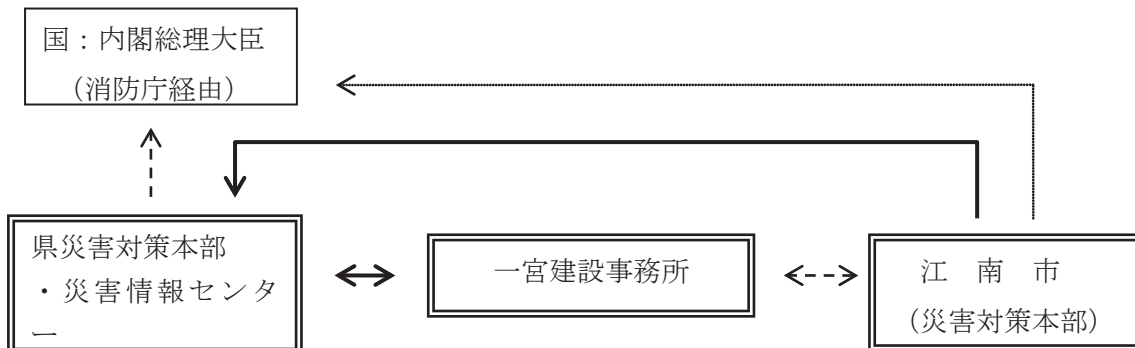 国：内閣総理大臣
（消防庁経由）
県災害対策本部
・災害情報センタ
ー
一宮建設事務所
江　南　市
（災害対策本部）